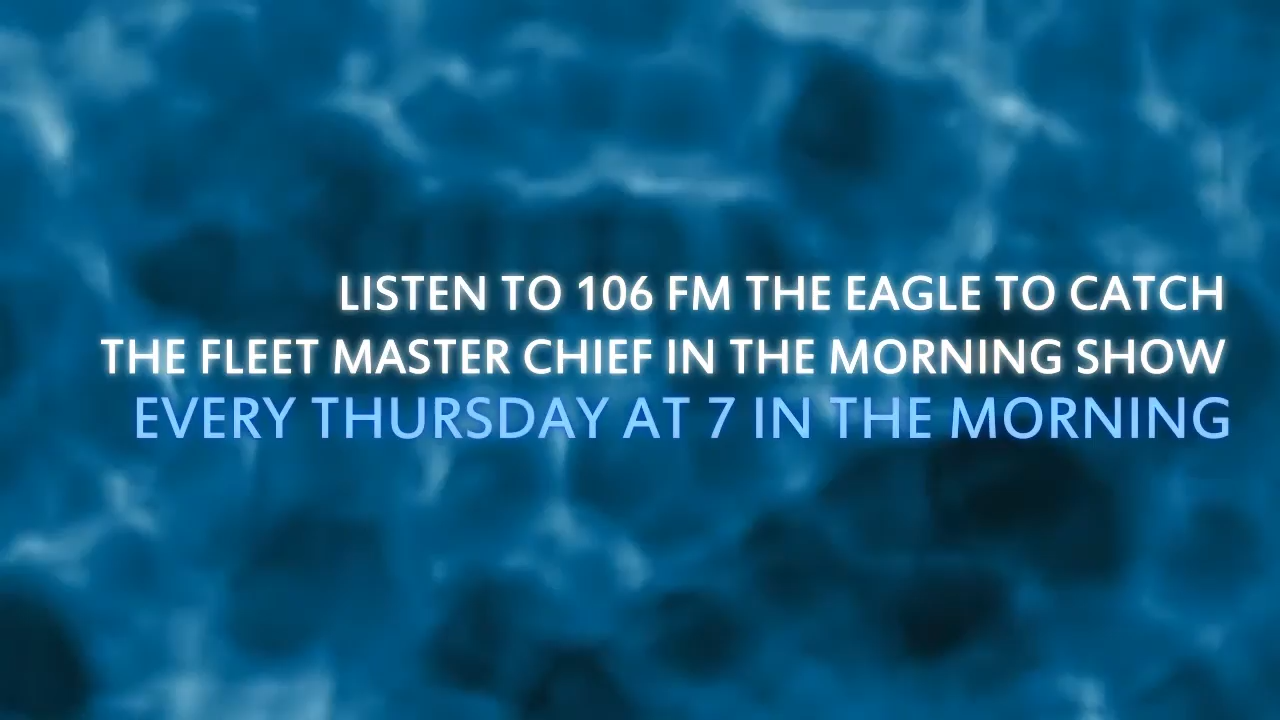 LISTEN TO 106 FM THE EAGLE TO CATCH
THE FLEET MASTER CHIEF IN THE MORNING SHOW
EVERY THURSDAY AT 7 IN THE MORNING